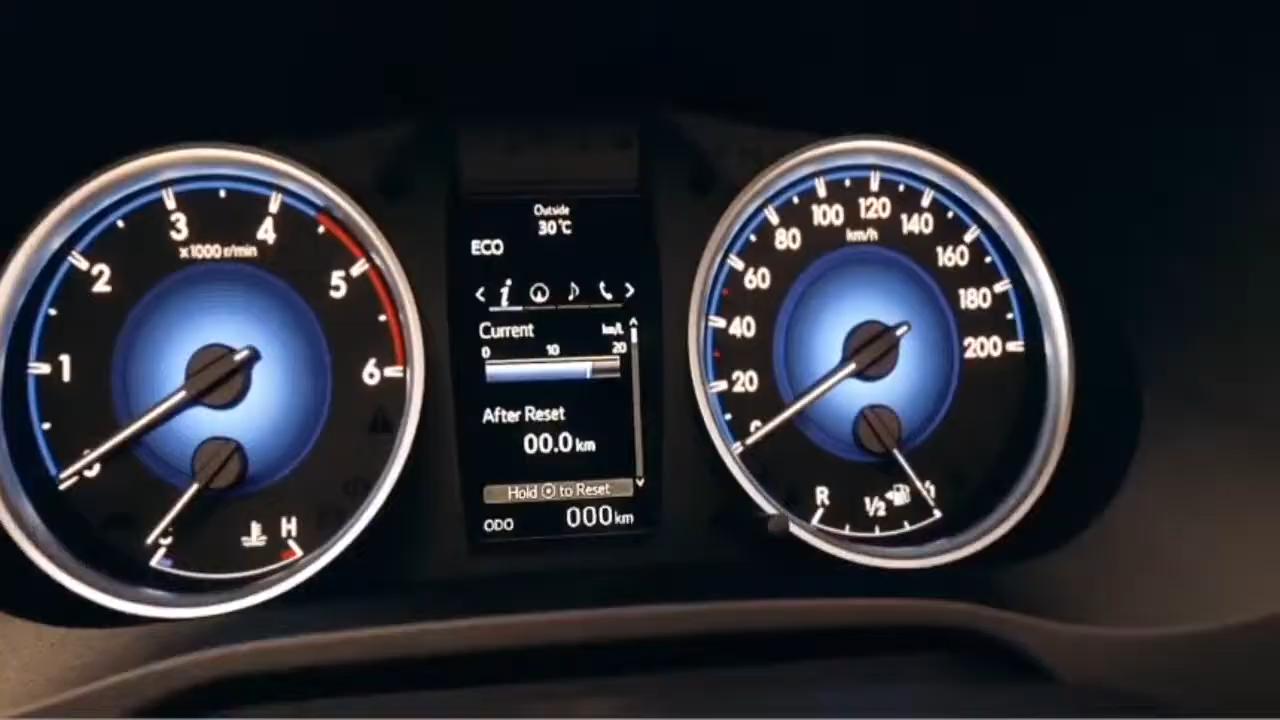 1
2
3
4
5
6
x1000 r/min
H
Outside
30°C
ECO
Current
km/L
0 10 20
After Reset
00.0 km
Hold to Reset
ODO 000 km
0
20
40
60
80
100
120
140
160
180
200
km/h
R
1/2